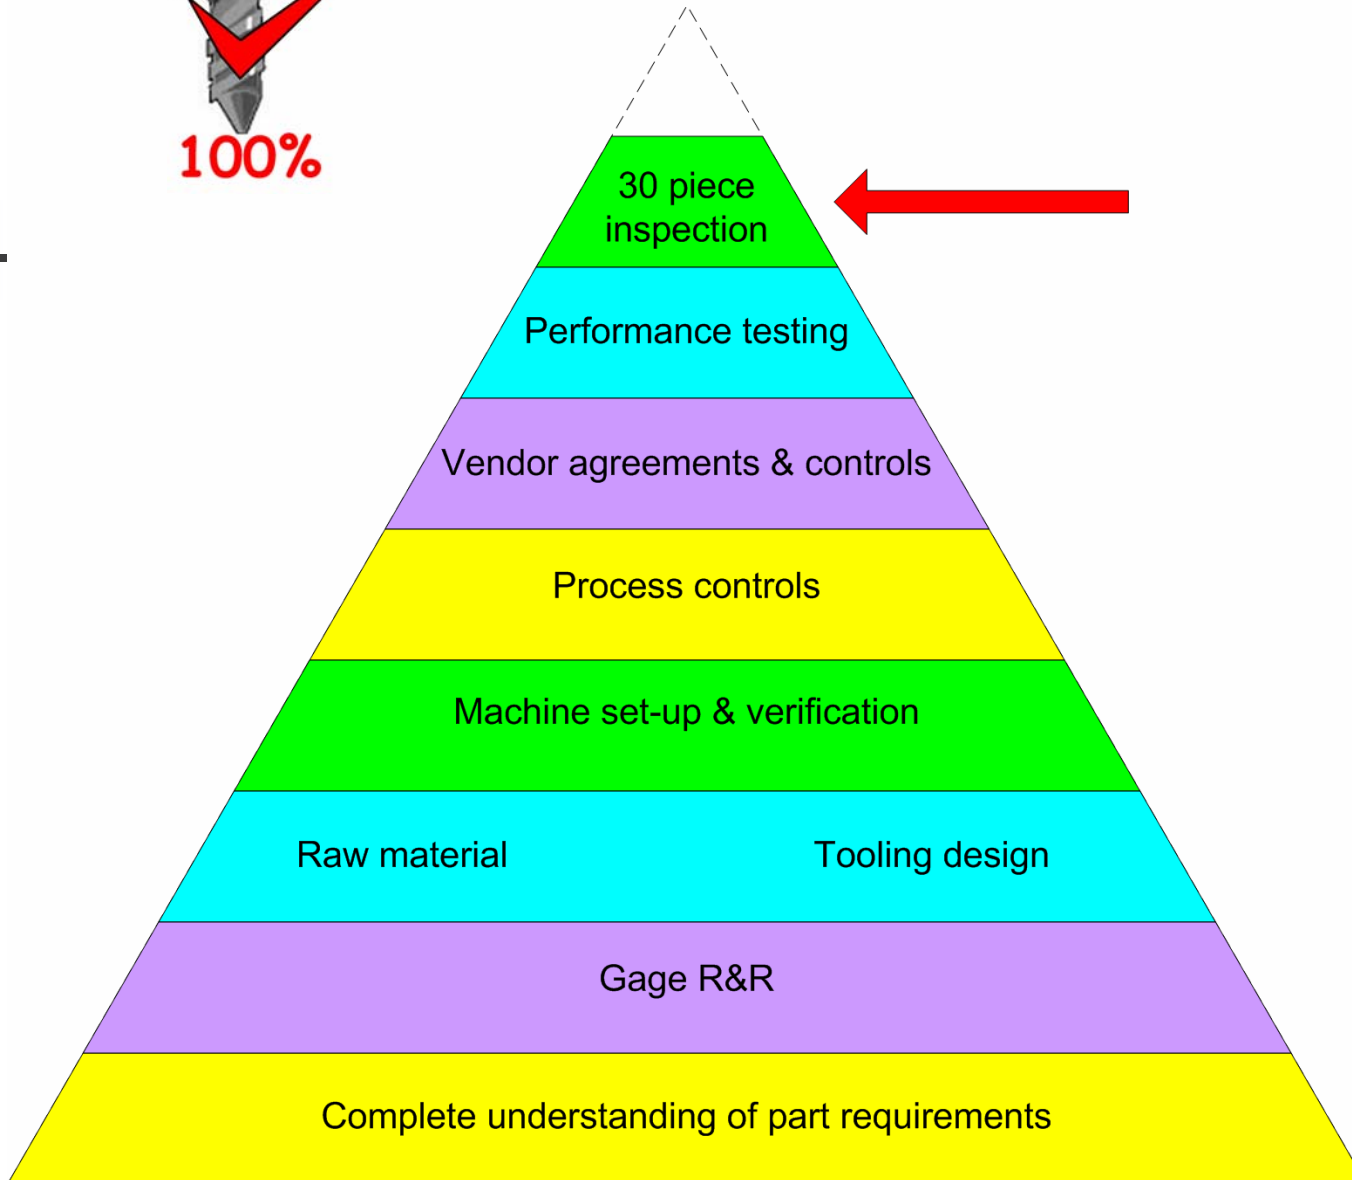 100%
30 piece
inspection
Performance testing
Vendor agreements & controls
Process controls
Machine set-up & verification
Raw material Tooling design
Gage R&R
Complete understanding of part requirements